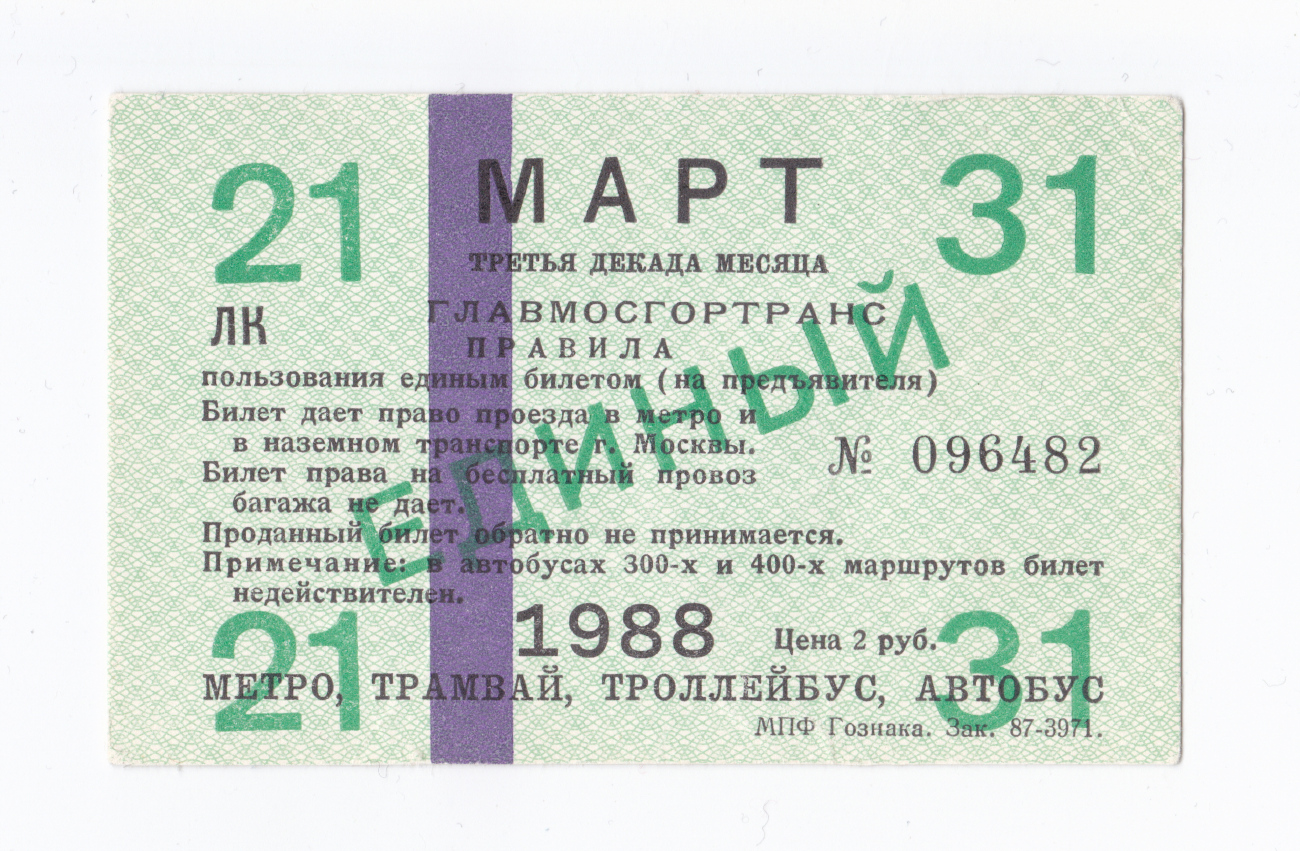 21 МАРТ 31
ТРЕТЬЯ ДЕКАДА МЕСЯЦА
ЛК
ГЛАВМОСГОРТРАНС
ПРАВИЛА
пользования единым билетом (на предъявителя)
Билет дает право проезда в метро и
в наземном транспорте г. Москвы.
Билет права на бесплатный провоз
багажа не дает.
№ 096482
ЕДИНЫЙ
Проданный билет обратно не принимается.
Примечание: в автобусах 300-х и 400-х маршрутов билет
недействителен.
21 1988 Цена 2 руб. 31
МЕТРО, ТРАМВАЙ, ТРОЛЛЕЙБУС, АВТОБУС
МПФ Гознака. Зак. 87-3971.